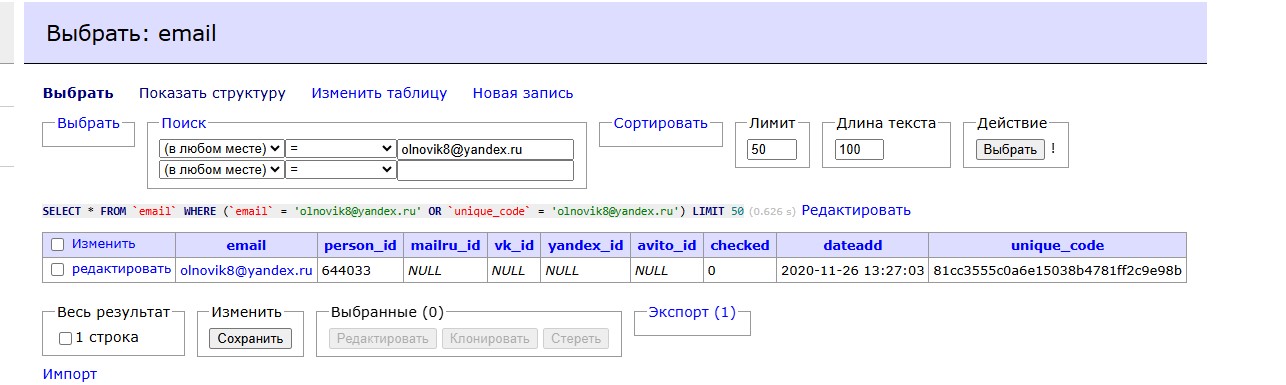 Выбрать: email
Выбрать Показать структуру Изменить таблицу Новая запись
Выбрать Поиск Сортировать Лимит Длина текста Действие
(в любом месте) = olnovik8@yandex.ru 50 100 Выбрать !
(в любом месте) =
SELECT * FROM `email` WHERE (`email` = 'olnovik8@yandex.ru' OR `unique_code` = 'olnovik8@yandex.ru') LIMIT 50 (0.626 s) Редактировать
Изменить email person_id mailru_id vk_id yandex_id avito_id checked dateadd unique_code
редактировать olnovik8@yandex.ru 644033 NULL NULL NULL NULL 0 2020-11-26 13:27:03 81cc3555c0a6e15038b4781ff2c9e98b
Весь результат Изменить Выбранные (0) Экспорт (1)
1 строка Сохранить Редактировать Клонировать Стереть
Импорт